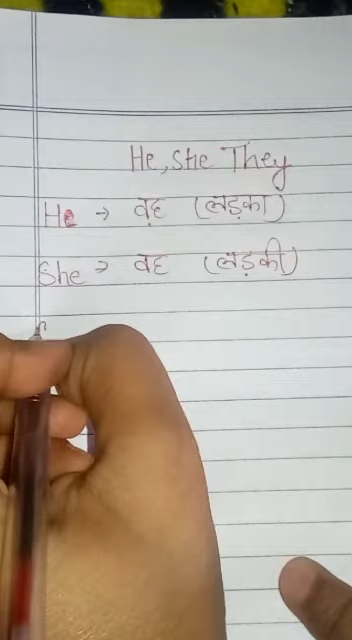 He, She They
He → वह (लड़का)
She → वह (लड़की)